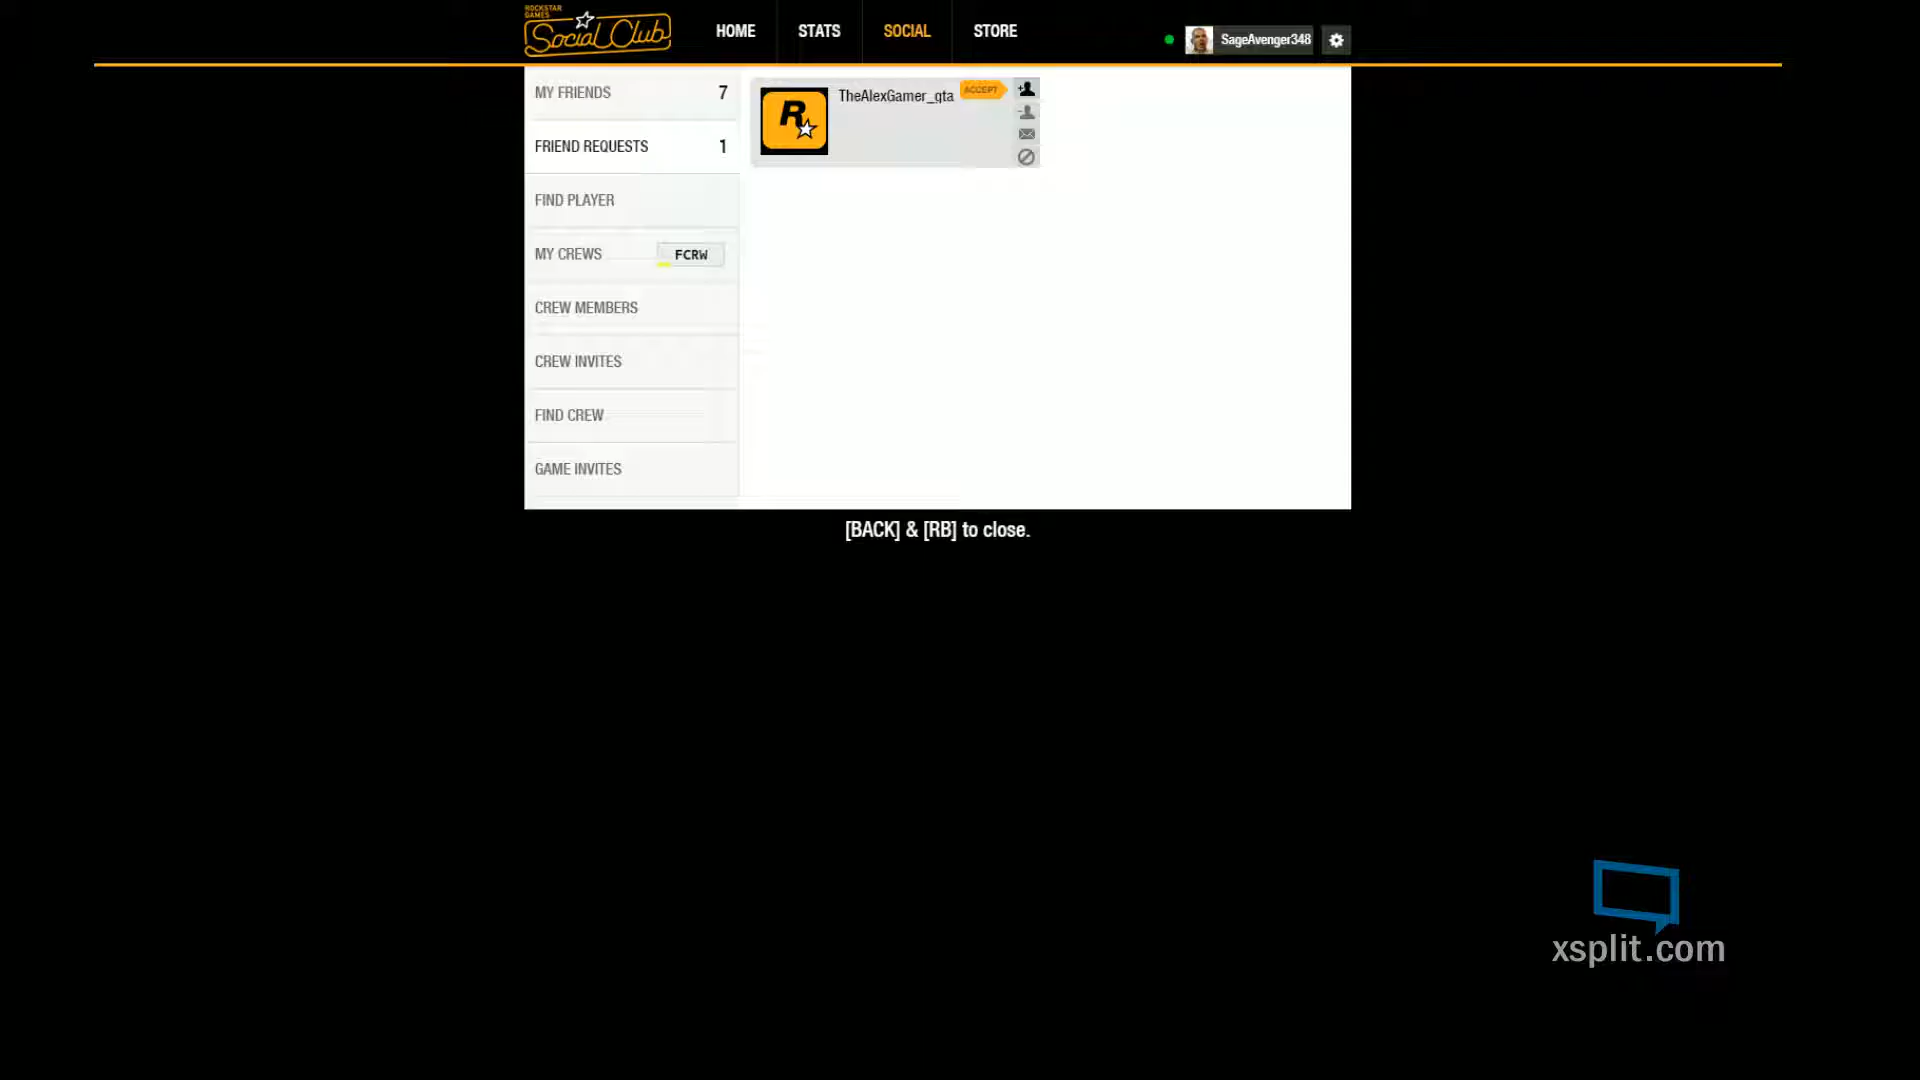 ROCKSTAR
GAMES
Social Club
HOME
STATS
SOCIAL
STORE
SageAvenger348
MY FRIENDS 7
FRIEND REQUESTS 1
FIND PLAYER
MY CREWS FCRW
CREW MEMBERS
CREW INVITES
FIND CREW
GAME INVITES
R
TheAlexGamer_gta
ACCEPT
[BACK] & [RB] to close.
xsplit.com